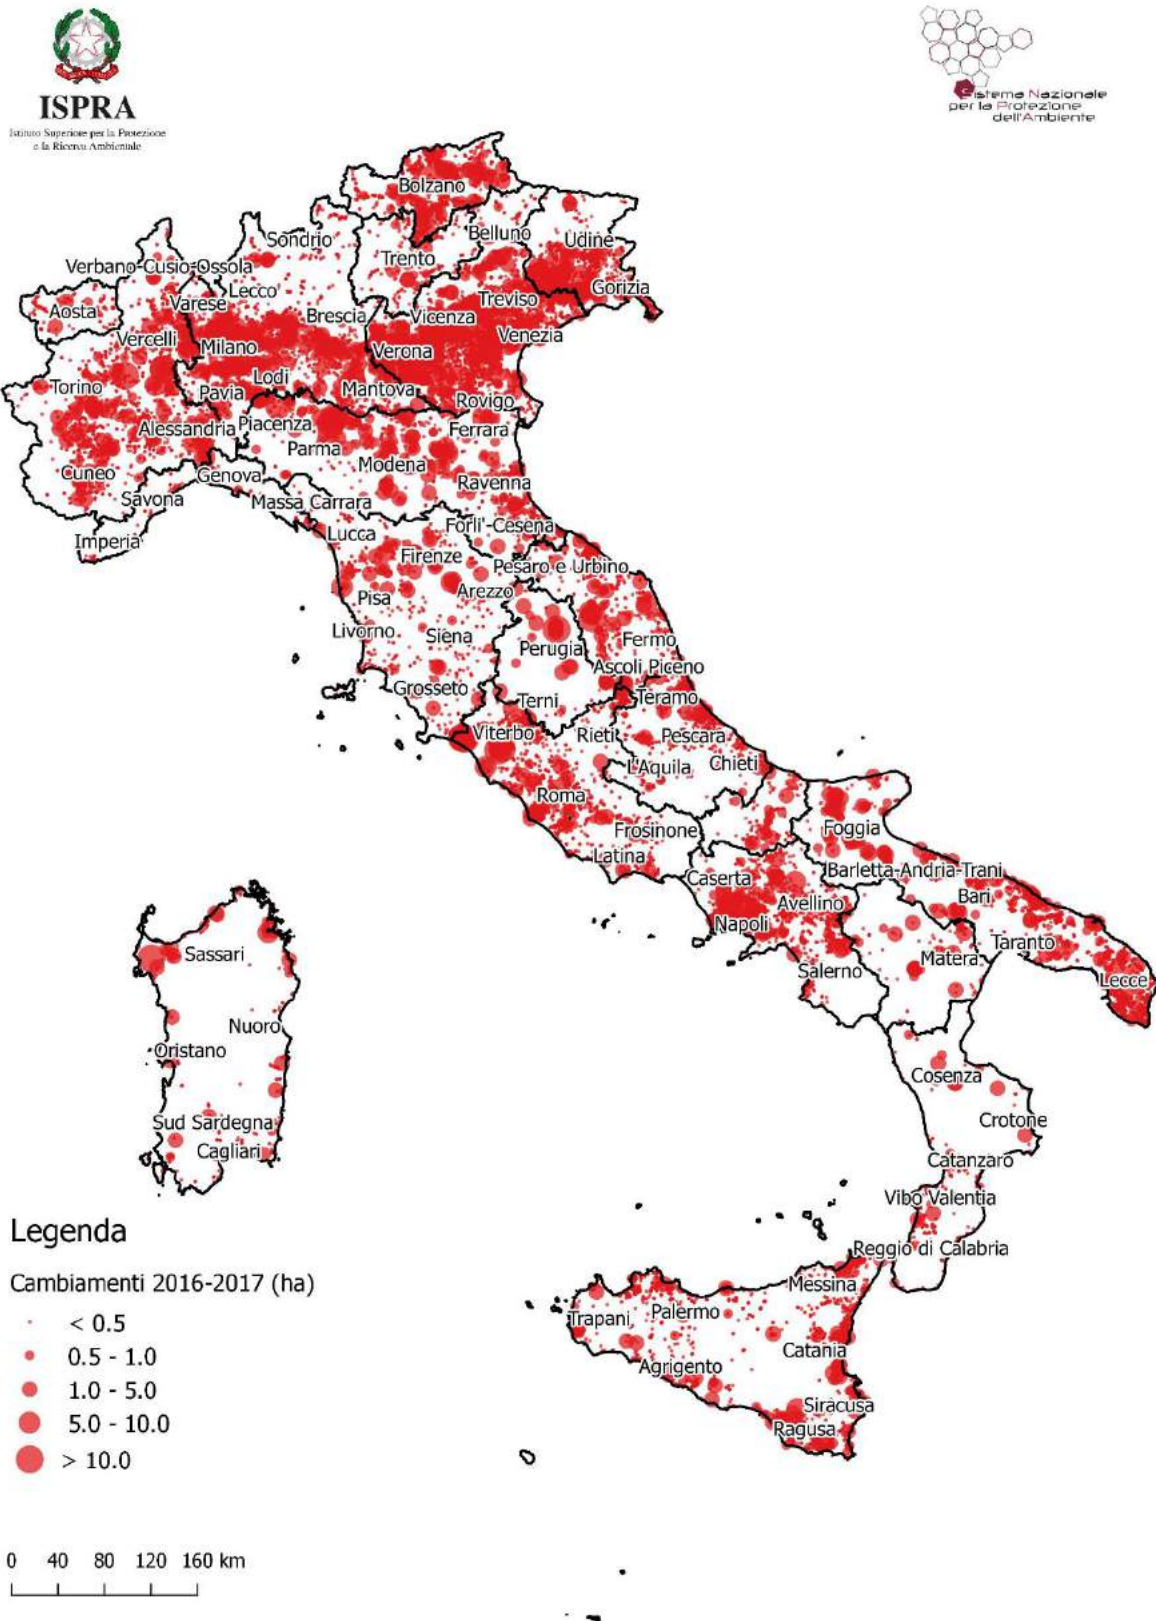 ISPRA
Istituto Superiore per la Protezione
e la Ricerca Ambientale
Sistema Nazionale
per la Protezione
dell'Ambiente
Bolzano
Sondrio
Belluno
Udine
Trento
Verbano-Cusio-Ossola
Lecco
Treviso
Gorizia
Aosta
Varese
Brescia
Vicenza
Venezia
Vercelli
Milano
Verona
Torino
Lodi
Pavia
Mantova
Rovigo
Alessandria
Piacenza
Ferrara
Parma
Modena
Cuneo
Genova
Ravenna
Savona
Massa Carrara
Imperia
Lucca
Forli'-Cesena
Firenze
Pesaro e Urbino
Arezzo
Pisa
Livorno
Siena
Perugia
Fermo
Ascoli Piceno
Grosseto
Terni
Teramo
Viterbo
Rieti
Pescara
L'Aquila
Chieti
Roma
Frosinone
Foggia
Latina
Caserta
Barletta-Andria-Trani
Avellino
Bari
Napoli
Taranto
Sassari
Matera
Salerno
Lecce
Nuoro
Oristano
Cosenza
Sud Sardegna
Crotone
Cagliari
Catanzaro
Vibo Valentia
Reggio di Calabria
Messina
Trapani
Palermo
Catania
Agrigento
Siracusa
Ragusa
Legenda
Cambiamenti 2016-2017 (ha)
< 0.5
0.5 - 1.0
1.0 - 5.0
5.0 - 10.0
> 10.0
0 40 80 120 160 km